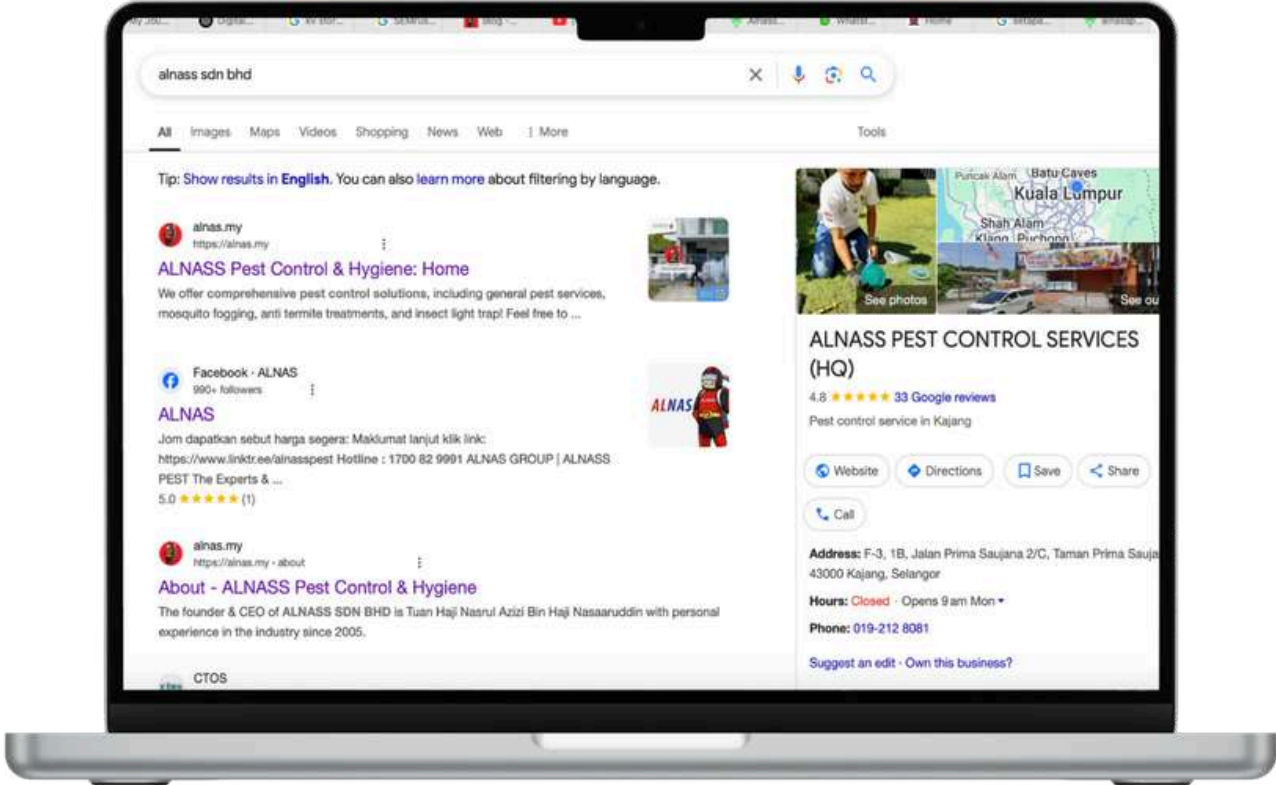 alnass sdn bhd
All Images Maps Videos Shopping News Web More
Tools
Tip: Show results in English. You can also learn more about filtering by language.
alnas.my
https://alnas.my
ALNASS Pest Control & Hygiene: Home
We offer comprehensive pest control solutions, including general pest services,
mosquito fogging, anti termite treatments, and insect light trap! Feel free to ...
Facebook · ALNAS
990+ followers
ALNAS
Jom dapatkan sebut harga segera: Maklumat lanjut klik link:
https://www.linktr.ee/alnasspest Hotline : 1700 82 9991 ALNAS GROUP | ALNASS
PEST The Experts & ...
5.0 ★★★★★ (1)
ALNAS
alnas.my
https://alnas.my › about
About - ALNASS Pest Control & Hygiene
The founder & CEO of ALNASS SDN BHD is Tuan Haji Nasrul Azizi Bin Haji Nasaaruddin with personal
experience in the industry since 2005.
CTOS
Puncak Alam
Batu Caves
Kuala Lumpur
Shah Alam
Klang Puchong
See photos
See ou
ALNASS PEST CONTROL SERVICES
(HQ)
4.8 ★★★★★ 33 Google reviews
Pest control service in Kajang
Website Directions Save Share
Call
Address: F-3, 1B, Jalan Prima Saujana 2/C, Taman Prima Sauja
43000 Kajang, Selangor
Hours: Closed · Opens 9 am Mon
Phone: 019-212 8081
Suggest an edit · Own this business?